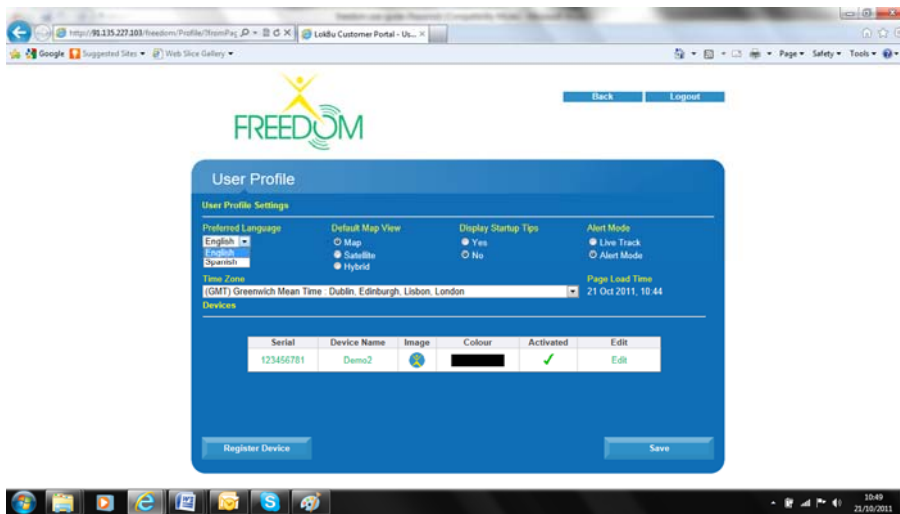 http://91.135.227.103/freedom/Profile/?fromPag
LokBu Customer Portal - Us...
Google Suggested Sites Web Slice Gallery Page Safety Tools
FREEDOM
Back Logout
User Profile
User Profile Settings
Preferred Language Default Map View Display Startup Tips Alert Mode
English Map Yes Live Track
English Satellite No Alert Mode
Spanish Hybrid
Time Zone Page Load Time
(GMT) Greenwich Mean Time : Dublin, Edinburgh, Lisbon, London 21 Oct 2011, 10:44
Devices
Serial Device Name Image Colour Activated Edit
123456781 Demo2 Edit
Register Device Save
10:49
21/10/2011